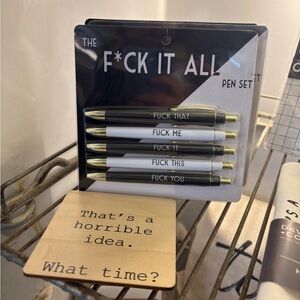 THE
F*CK IT ALL
PEN SET
FUCK THAT
FUCK ME
FUCK IT
FUCK THIS
FUCK YOU
That's a
horrible
idea.
What time?